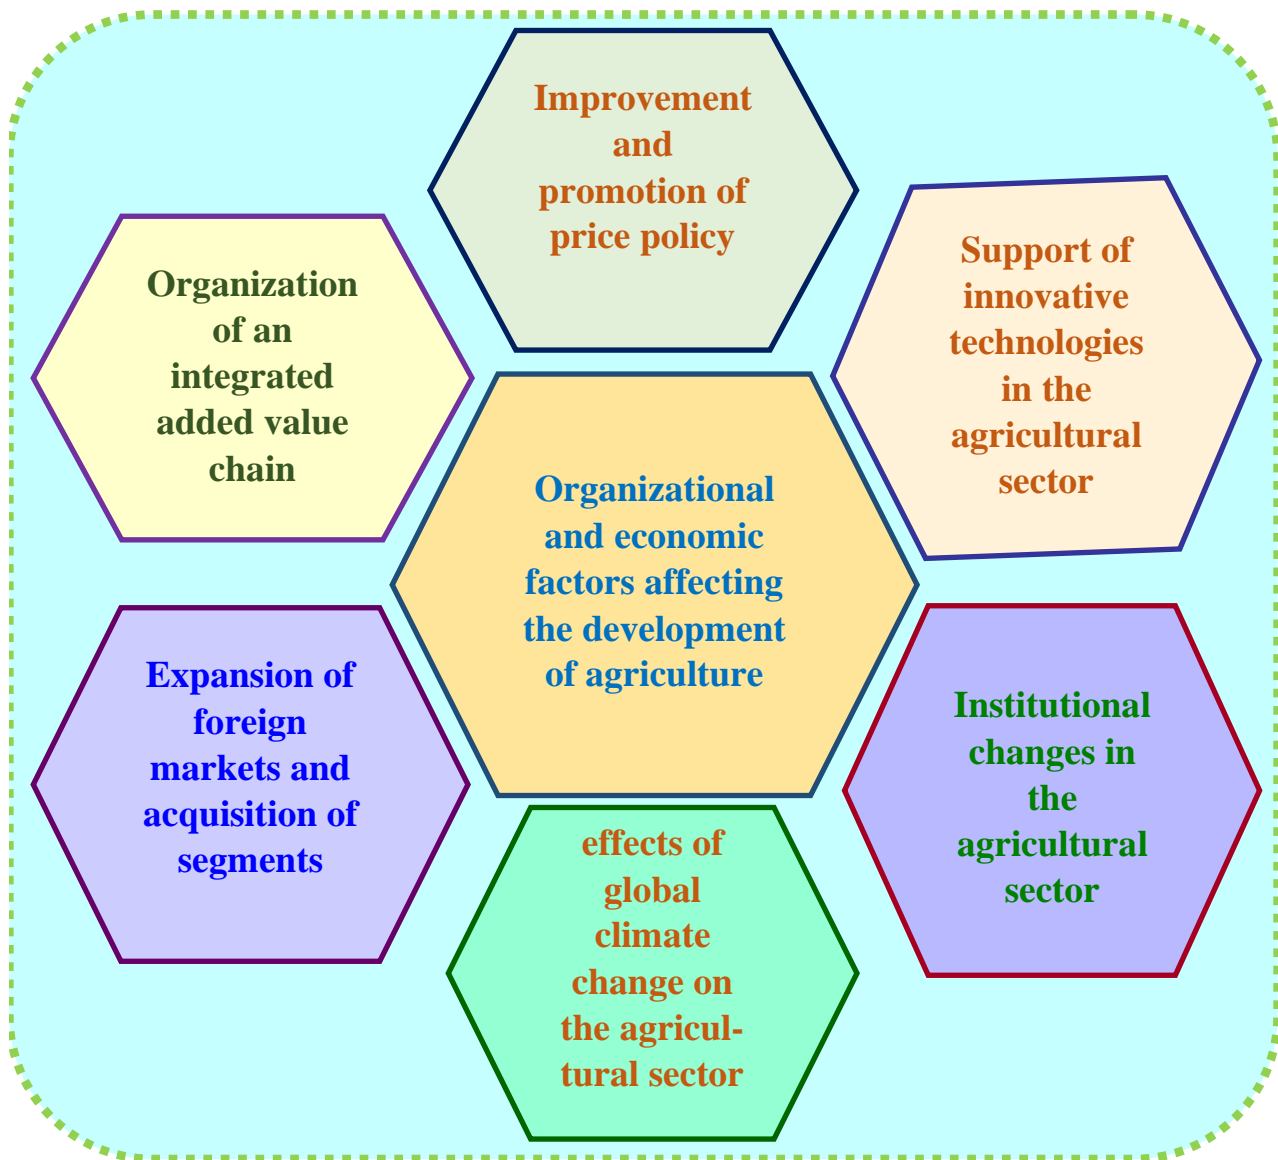 Improvement
and
promotion of
price policy
Support of
innovative
technologies
in the
agricultural
sector
Organization
of an
integrated
added value
chain
Organizational
and economic
factors affecting
the development
of agriculture
Expansion of
foreign
markets and
acquisition of
segments
Institutional
changes in
the
agricultural
sector
effects of
global
climate
change on
the agricul-
tural sector